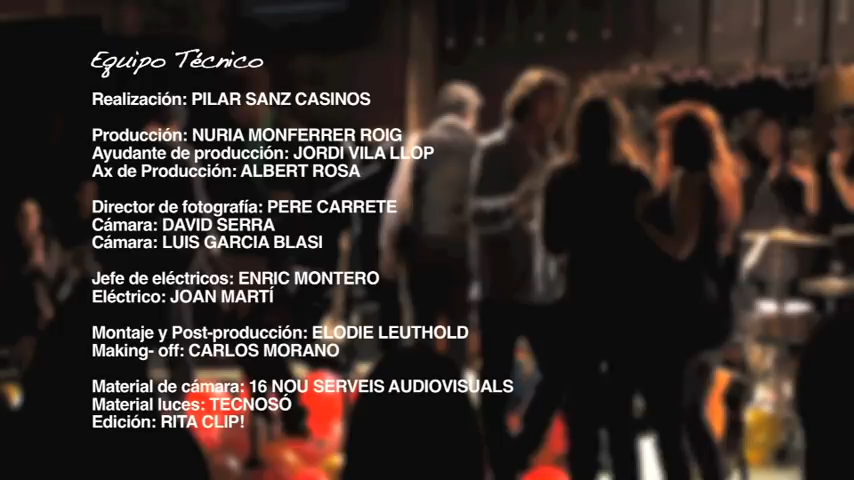 Equipo Técnico
Realización: PILAR SANZ CASINOS
Producción: NURIA MONFERRER ROIG
Ayudante de producción: JORDI VILA LLOP
Ax de Producción: ALBERT ROSA
Director de fotografía: PERE CARRETE
Cámara: DAVID SERRA
Cámara: LUIS GARCIA BLASI
Jefe de eléctricos: ENRIC MONTERO
Eléctrico: JOAN MARTÍ
Montaje y Post-producción: ELODIE LEUTHOLD
Making- off: CARLOS MORANO
Material de cámara: 16 NOU SERVEIS AUDIOVISUALS
Material luces: TECNOSÓ
Edición: RITA CLIP!